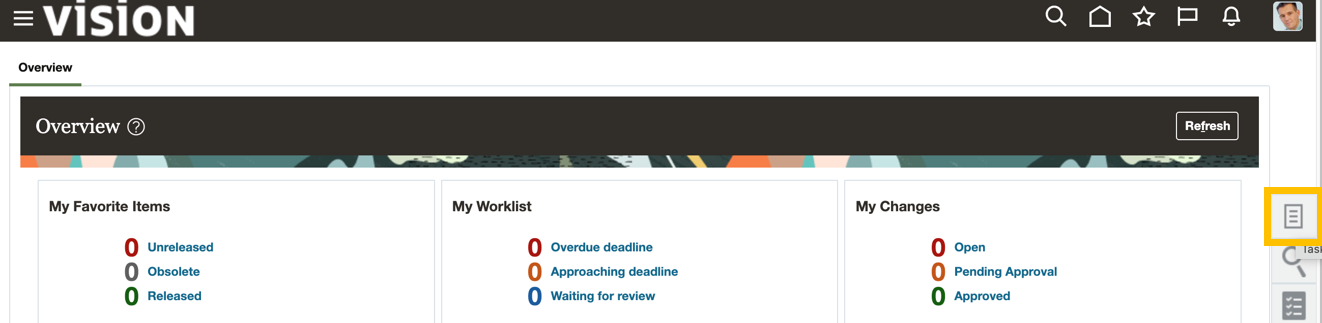 VISION
Overview
Overview ?
Refresh
My Favorite Items
0 Unreleased
0 Obsolete
0 Released
My Worklist
0 Overdue deadline
0 Approaching deadline
0 Waiting for review
My Changes
0 Open
0 Pending Approval
0 Approved